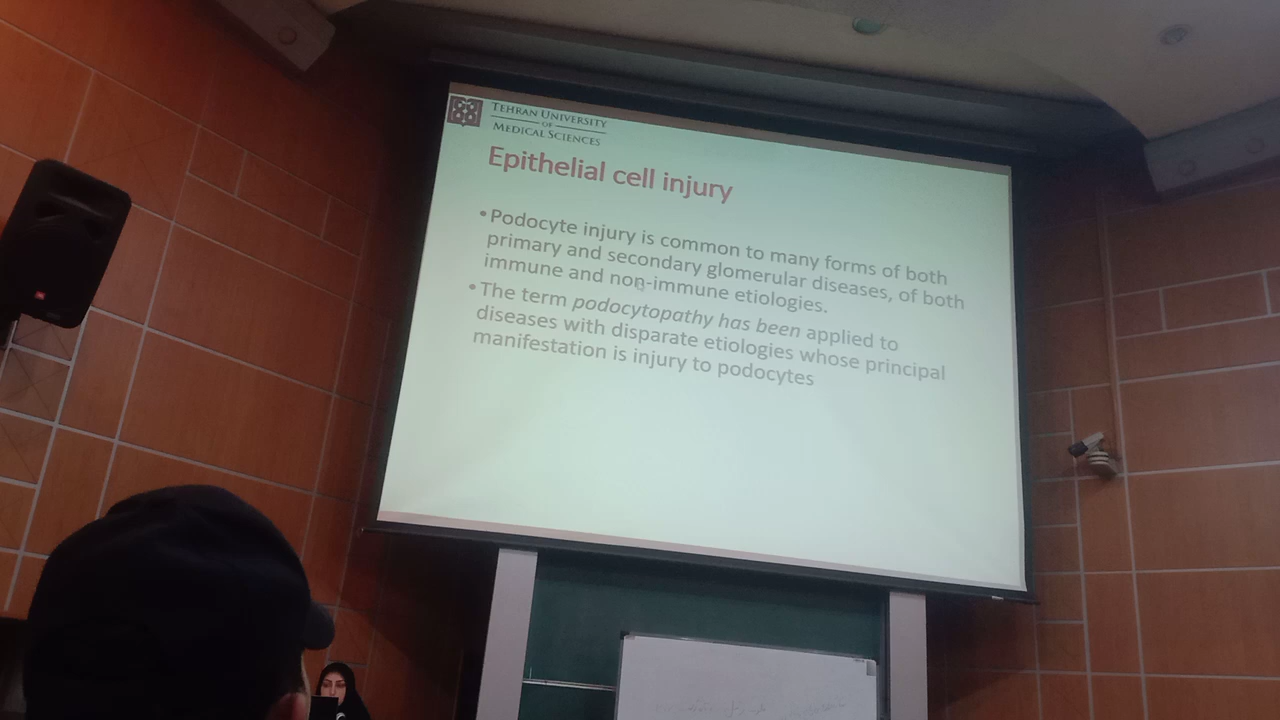 TEHRAN UNIVERSITY
OF
MEDICAL SCIENCES
Epithelial cell injury
•Podocyte injury is common to many forms of both
primary and secondary glomerular diseases, of both
immune and non-immune etiologies.
•The term podocytopathy has been applied to
diseases with disparate etiologies whose principal
manifestation is injury to podocytes